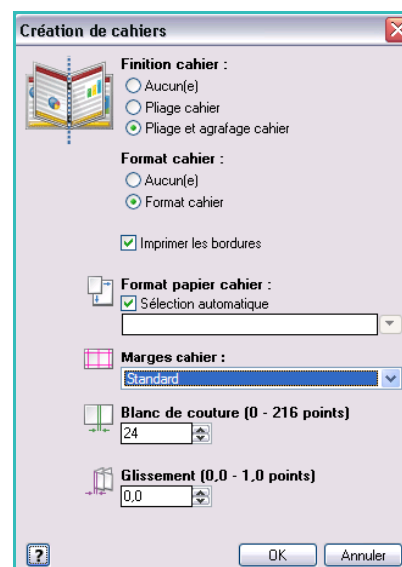 Création de cahiers
Finition cahier :
Aucun(e)
Pliage cahier
Pliage et agrafage cahier
Format cahier :
Aucun(e)
Format cahier
Imprimer les bordures
Format papier cahier :
Sélection automatique
Marges cahier :
Standard
Blanc de couture (0 - 216 points)
24
Glissement (0,0 - 1,0 points)
0,0
? OK Annuler